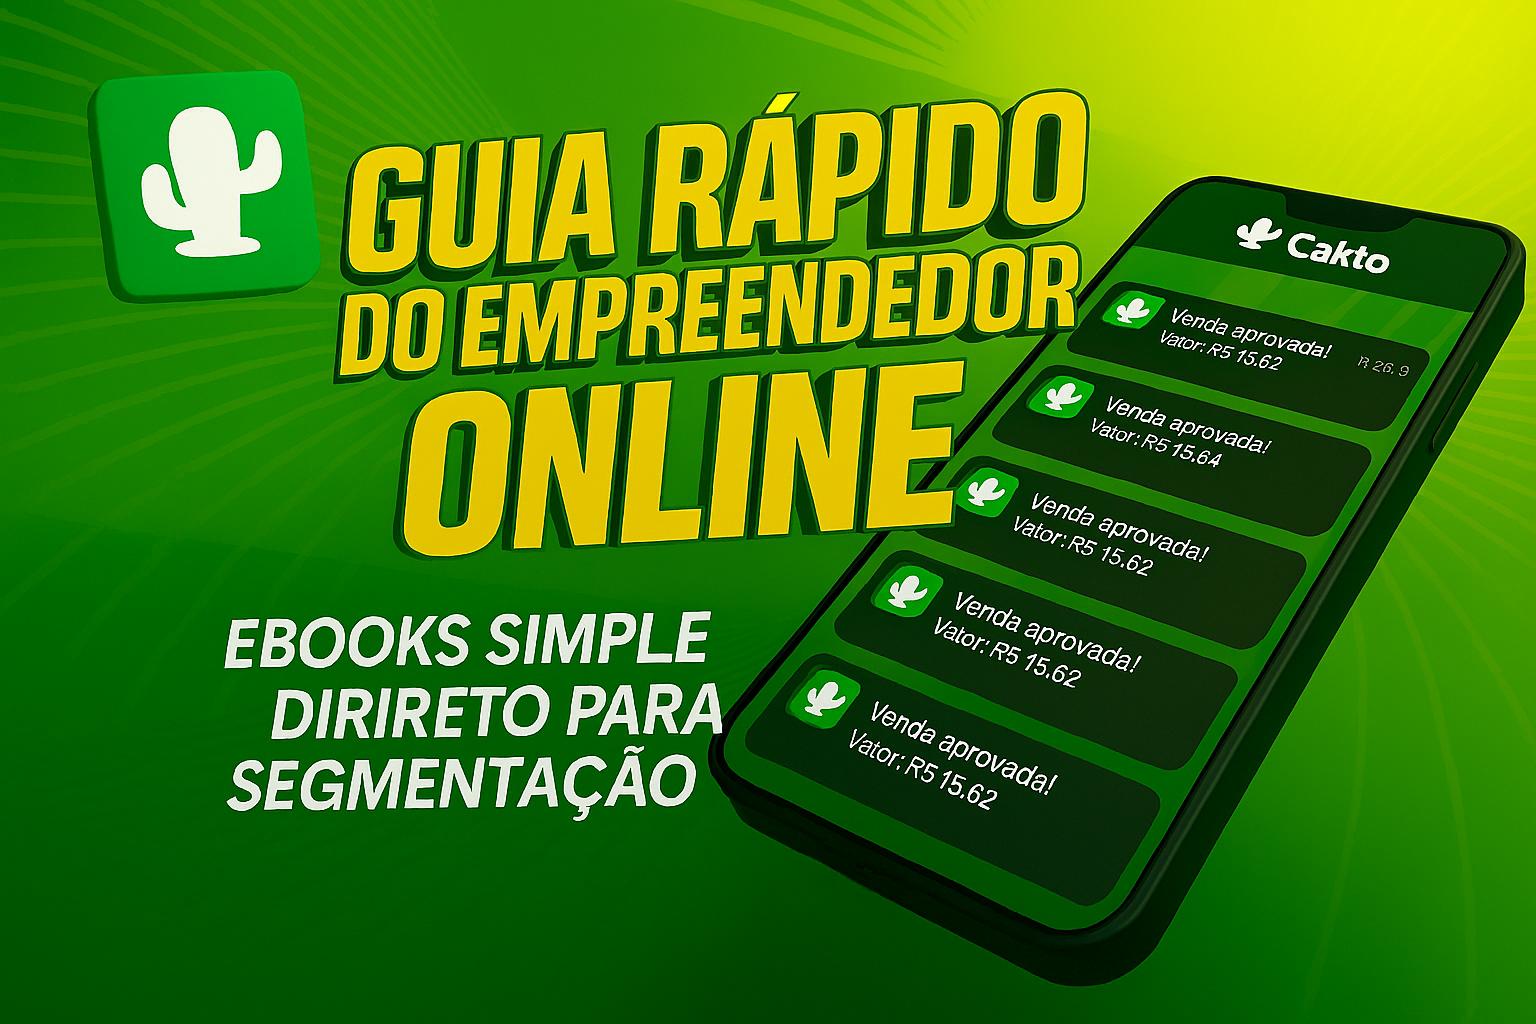 GUIA RÁPIDO
DO EMPREENDEDOR
ONLINE
EBOOKS SIMPLE
DIRIRETO PARA
SEGMENTAÇÃO
Cakto
Venda aprovada!
Vator: R5 15.62
R 26. 9
Venda aprovada!
Vator: R5 15.64
Venda aprovada!
Vator: R5 15.62
Venda aprovada!
Vator: R5 15.62
Venda aprovada!
Vator; R5 15.62